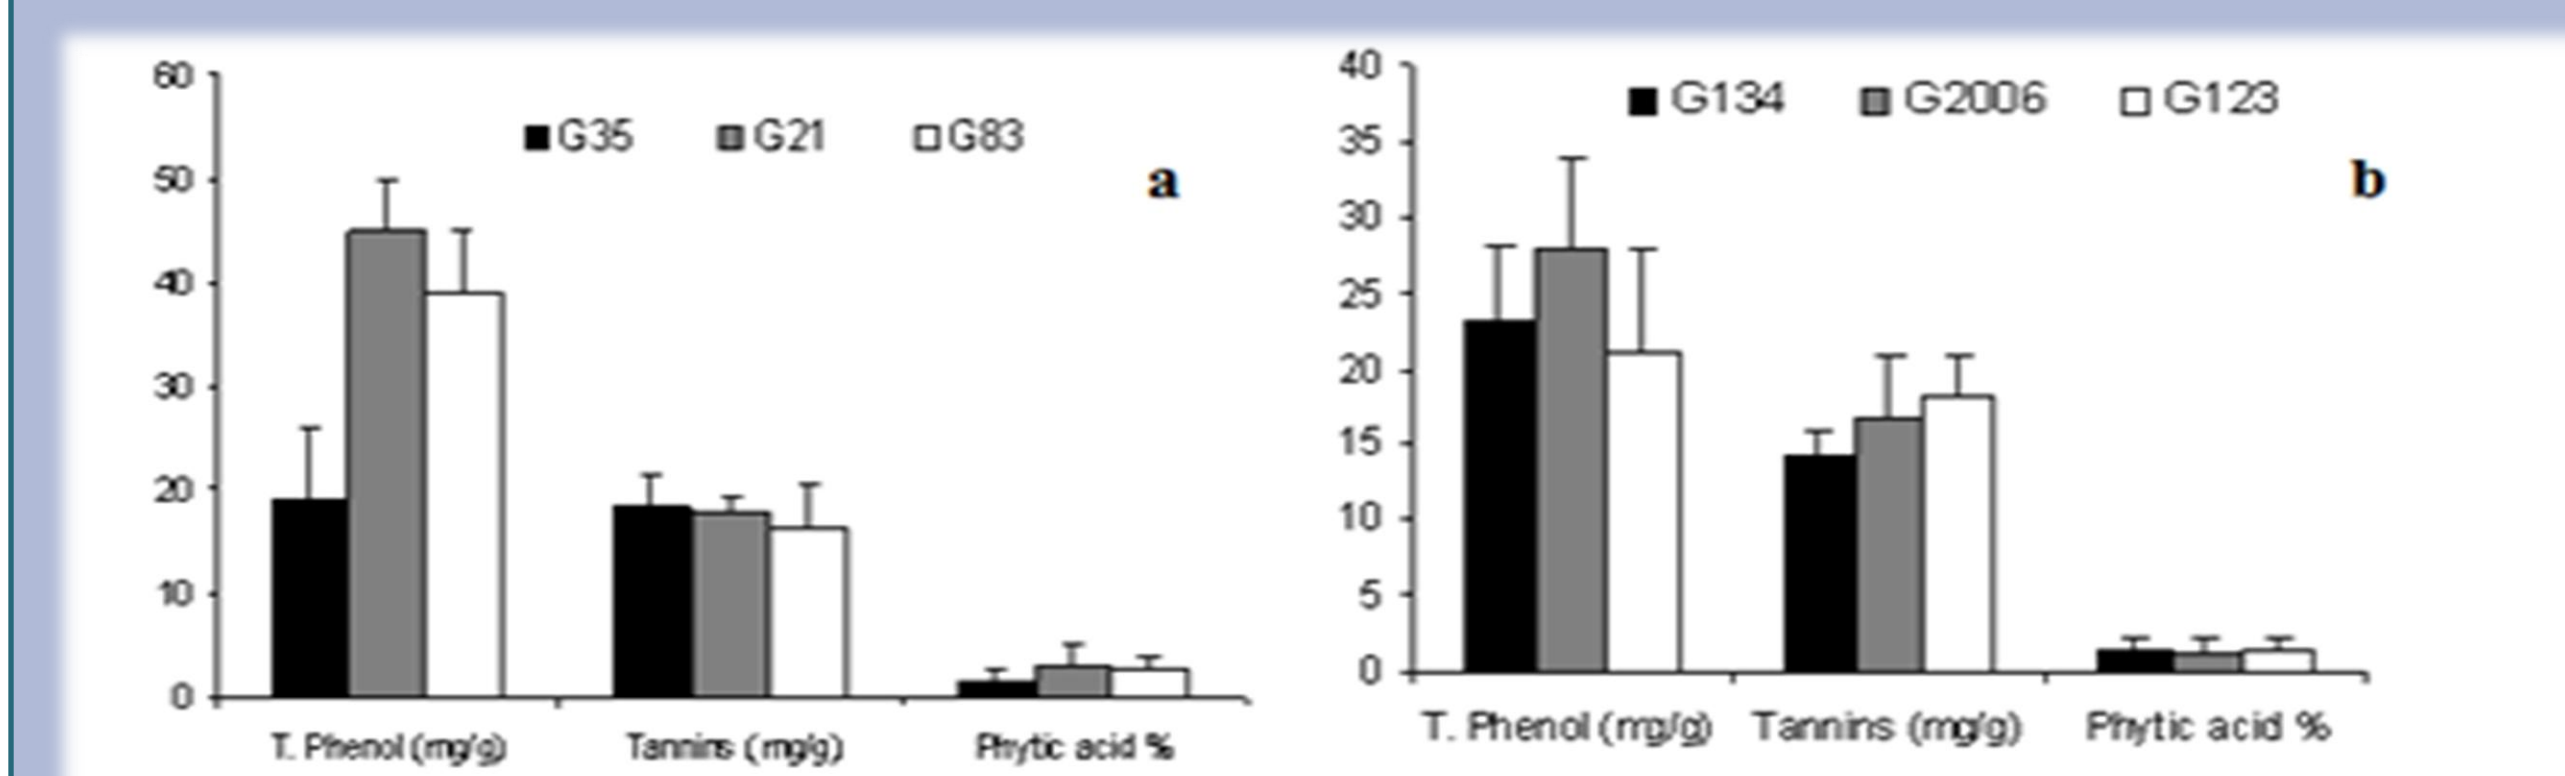 60
50
40
30
20
10
0
G35 G21 G83
a
T. Phenol (mg/g) Tannins (mg/g) Phytic acid %
40
35
30
25
20
15
10
5
0
G134 G2006 G123
b
T. Phenol (mg/g) Tannins (mg/g) Phytic acid %